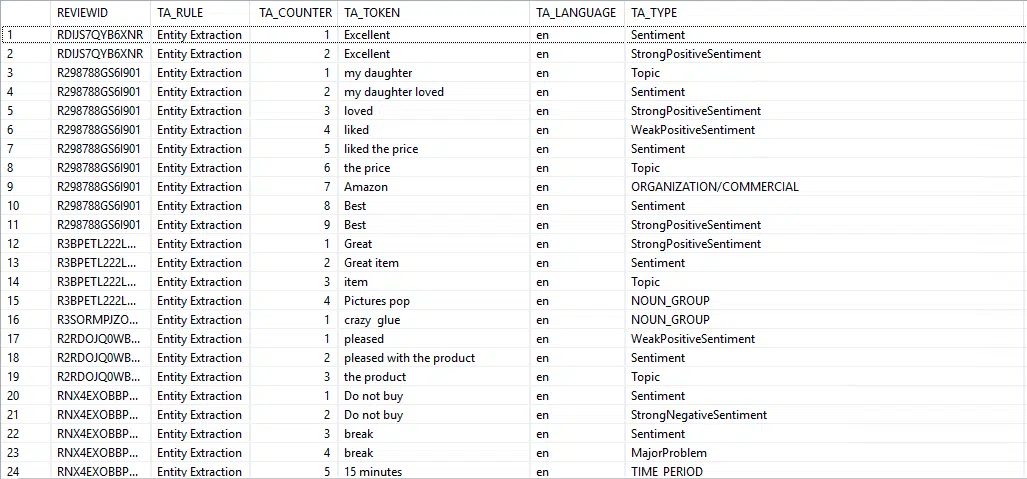 REVIEWID TA_RULE TA_COUNTER TA_TOKEN TA_LANGUAGE TA_TYPE
1 RDIJS7QYB6XNR Entity Extraction 1 Excellent en Sentiment
2 RDIJS7QYB6XNR Entity Extraction 2 Excellent en StrongPositiveSentiment
3 R298788GS6I901 Entity Extraction 1 my daughter en Topic
4 R298788GS6I901 Entity Extraction 2 my daughter loved en Sentiment
5 R298788GS6I901 Entity Extraction 3 loved en StrongPositiveSentiment
6 R298788GS6I901 Entity Extraction 4 liked en WeakPositiveSentiment
7 R298788GS6I901 Entity Extraction 5 liked the price en Sentiment
8 R298788GS6I901 Entity Extraction 6 the price en Topic
9 R298788GS6I901 Entity Extraction 7 Amazon en ORGANIZATION/COMMERCIAL
10 R298788GS6I901 Entity Extraction 8 Best en Sentiment
11 R298788GS6I901 Entity Extraction 9 Best en StrongPositiveSentiment
12 R3BPETL222L... Entity Extraction 1 Great en StrongPositiveSentiment
13 R3BPETL222L... Entity Extraction 2 Great item en Sentiment
14 R3BPETL222L... Entity Extraction 3 item en Topic
15 R3BPETL222L... Entity Extraction 4 Pictures pop en NOUN_GROUP
16 R3SORMPJZO... Entity Extraction 1 crazy  glue en NOUN_GROUP
17 R2RDOJQ0WB... Entity Extraction 1 pleased en WeakPositiveSentiment
18 R2RDOJQ0WB... Entity Extraction 2 pleased with the product en Sentiment
19 R2RDOJQ0WB... Entity Extraction 3 the product en Topic
20 RNX4EXOBBP... Entity Extraction 1 Do not buy en Sentiment
21 RNX4EXOBBP... Entity Extraction 2 Do not buy en StrongNegativeSentiment
22 RNX4EXOBBP... Entity Extraction 3 break en Sentiment
23 RNX4EXOBBP... Entity Extraction 4 break en MajorProblem
24 RNX4EXOBBP... Entity Extraction 5 15 minutes en TIME_PERIOD